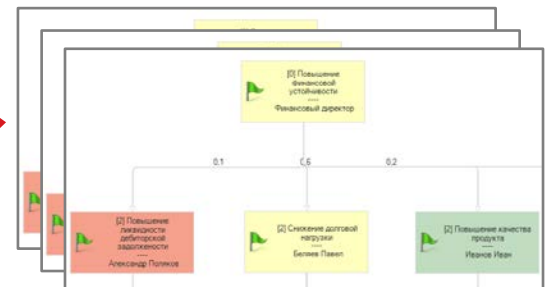 [0] Повышение
финансовой
устойчивости
----
Финансовый директор
0,1
0,6
0,2
[2] Повышение
ликвидности
дебиторской
задолженности
----
Александр Поляков
[2] Снижение долговой
нагрузки
----
Беляев Павел
[2] Повышение качества
продукта
----
Иванов Иван